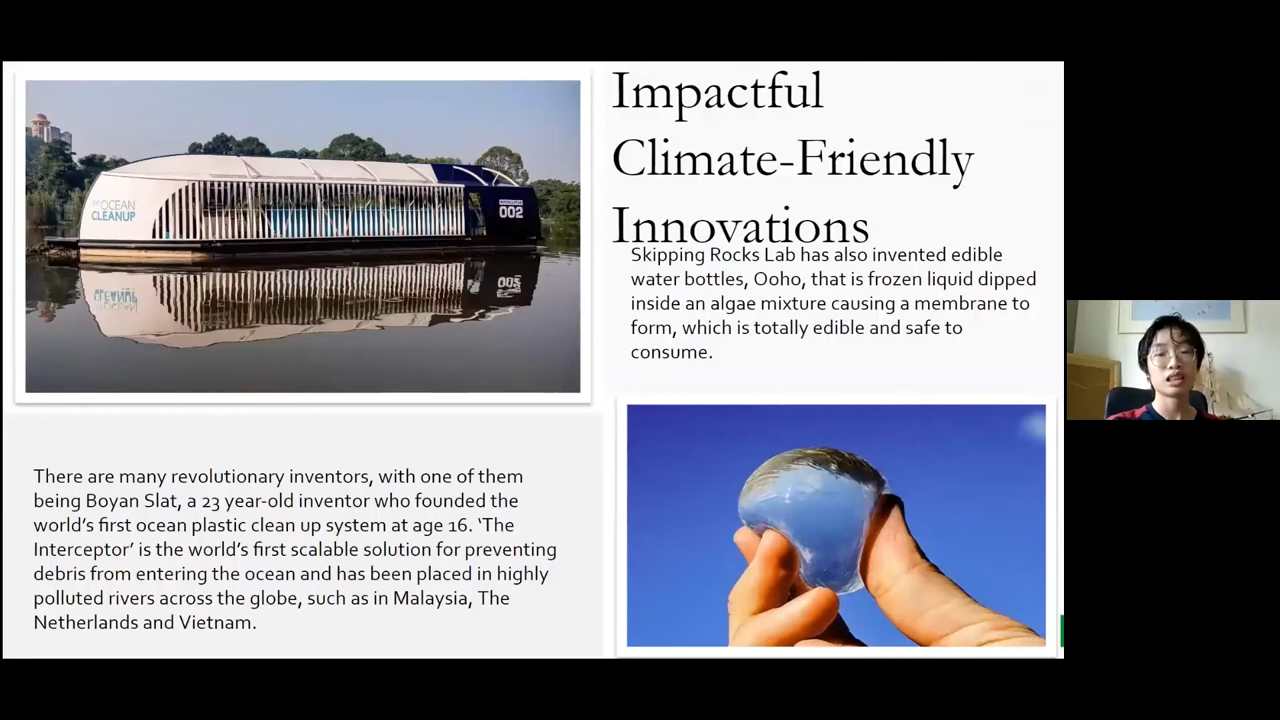 Impactful
Climate-Friendly
Innovations
Skipping Rocks Lab has also invented edible
water bottles, Ooho, that is frozen liquid dipped
inside an algae mixture causing a membrane to
form, which is totally edible and safe to
consume.
OCEAN
CLEANUP
002
There are many revolutionary inventors, with one of them
being Boyan Slat, a 23 year-old inventor who founded the
world’s first ocean plastic clean up system at age 16. ‘The
Interceptor’ is the world’s first scalable solution for preventing
debris from entering the ocean and has been placed in highly
polluted rivers across the globe, such as in Malaysia, The
Netherlands and Vietnam.